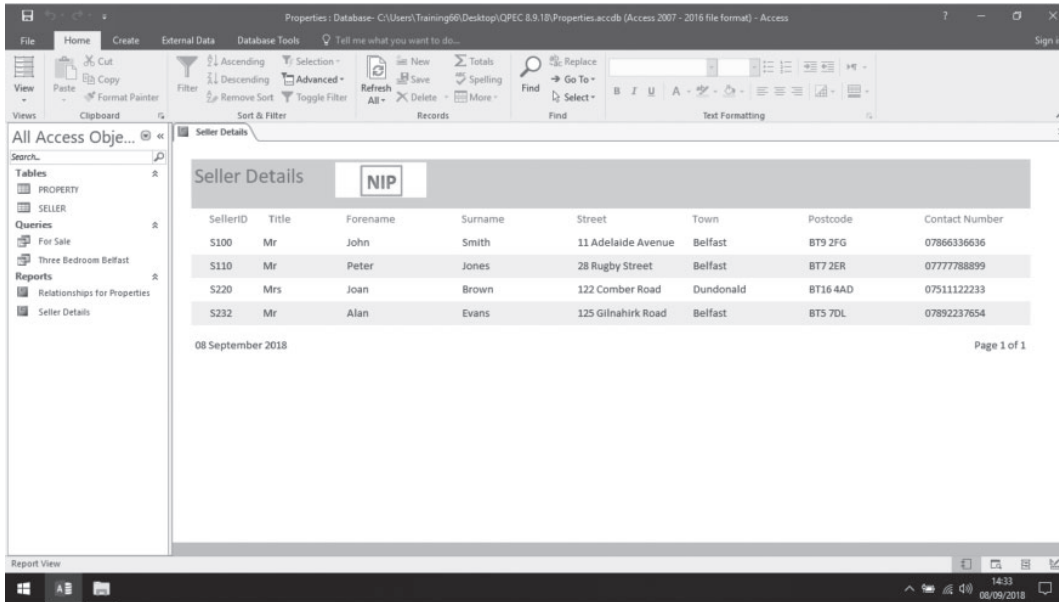 Properties : Database- C:\Users\Training66\Desktop\QPEC 8.9.18\Properties.accdb (Access 2007 - 2016 file format) - Access
?
File Home Create External Data Database Tools Tell me what you want to do...
Sign i
View
Views
Paste
Cut
Copy
Format Painter
Clipboard
Filter
Ascending
Descending
Remove Sort
Selection
Advanced
Toggle Filter
Sort & Filter
Refresh
All
New
Save
Delete
Totals
Spelling
More
Records
Find
Replace
Go To
Select
Find
B I U A
Text Formatting
All Access Obje... «
Search...
Tables
PROPERTY
SELLER
Queries
For Sale
Three Bedroom Belfast
Reports
Relationships for Properties
Seller Details
Seller Details
Seller Details NIP
SellerID Title Forename Surname Street Town Postcode Contact Number
S100 Mr John Smith 11 Adelaide Avenue Belfast BT9 2FG 07866336636
S110 Mr Peter Jones 28 Rugby Street Belfast BT7 2ER 07777788899
S220 Mrs Joan Brown 122 Comber Road Dundonald BT16 4AD 07511122233
S232 Mr Alan Evans 125 Gilnahirk Road Belfast BT5 7DL 07892237654
08 September 2018 Page 1 of 1
Report View
14:33
08/09/2018